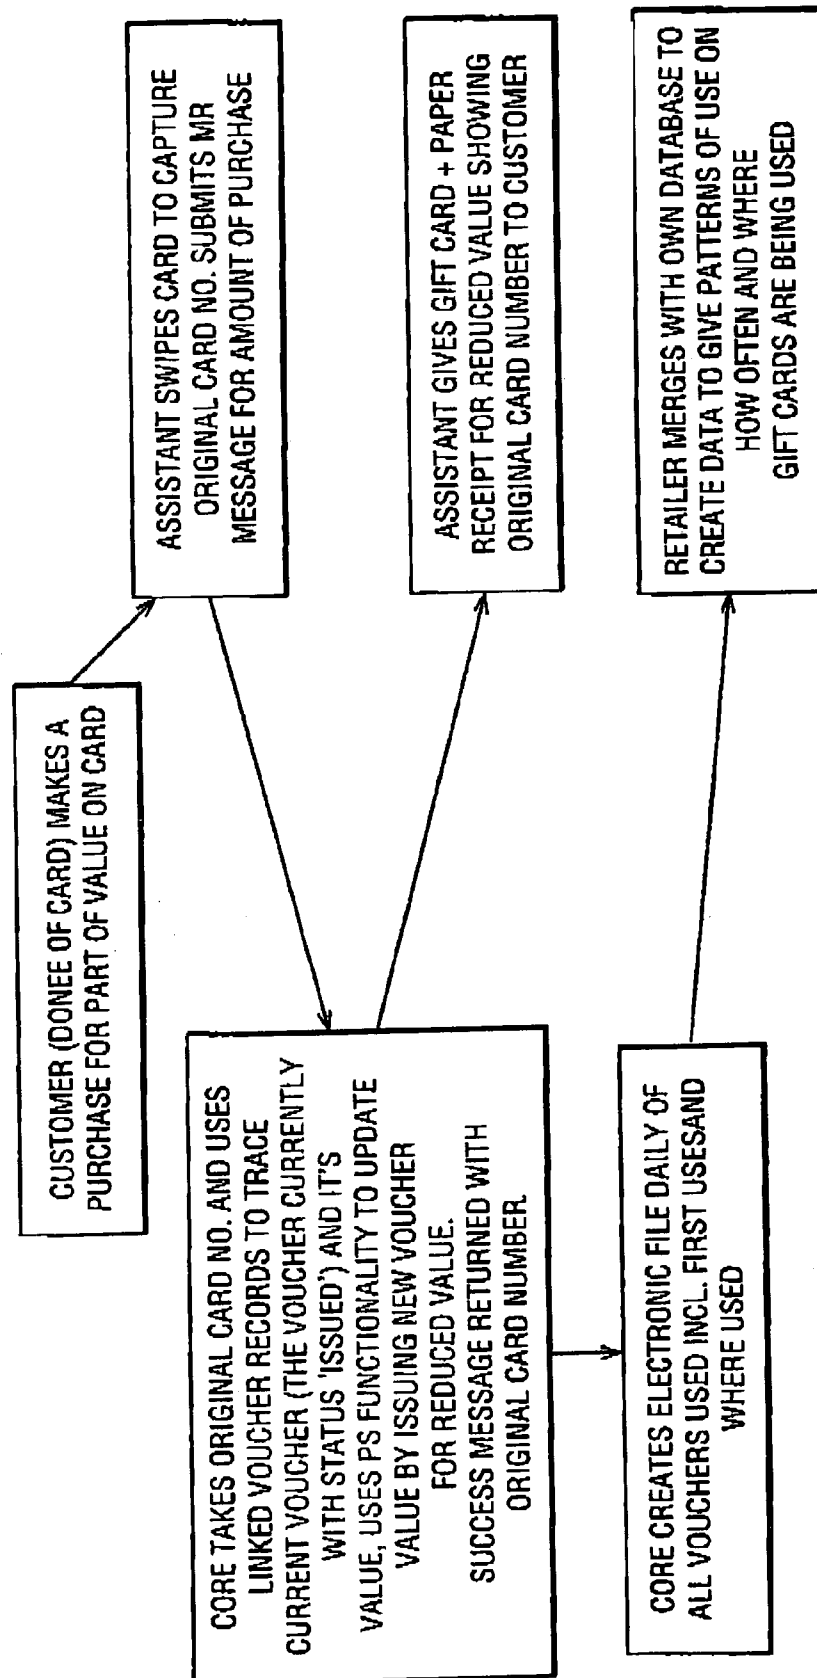 CUSTOMER (DONEE OF CARD) MAKES A
PURCHASE FOR PART OF VALUE ON CARD
ASSISTANT SWIPES CARD TO CAPTURE
ORIGINAL CARD NO. SUBMITS MR
MESSAGE FOR AMOUNT OF PURCHASE
CORE TAKES ORIGINAL CARD NO. AND USES
LINKED VOUCHER RECORDS TO TRACE
CURRENT VOUCHER (THE VOUCHER CURRENTLY
WITH STATUS 'ISSUED') AND IT'S
VALUE, USES PS FUNCTIONALITY TO UPDATE
VALUE BY ISSUING NEW VOUCHER
FOR REDUCED VALUE.
SUCCESS MESSAGE RETURNED WITH
ORIGINAL CARD NUMBER.
ASSISTANT GIVES GIFT CARD + PAPER
RECEIPT FOR REDUCED VALUE SHOWING
ORIGINAL CARD NUMBER TO CUSTOMER
CORE CREATES ELECTRONIC FILE DAILY OF
ALL VOUCHERS USED INCL. FIRST USESAND
WHERE USED
RETAILER MERGES WITH OWN DATABASE TO
CREATE DATA TO GIVE PATTERNS OF USE ON
HOW OFTEN AND WHERE
GIFT CARDS ARE BEING USED